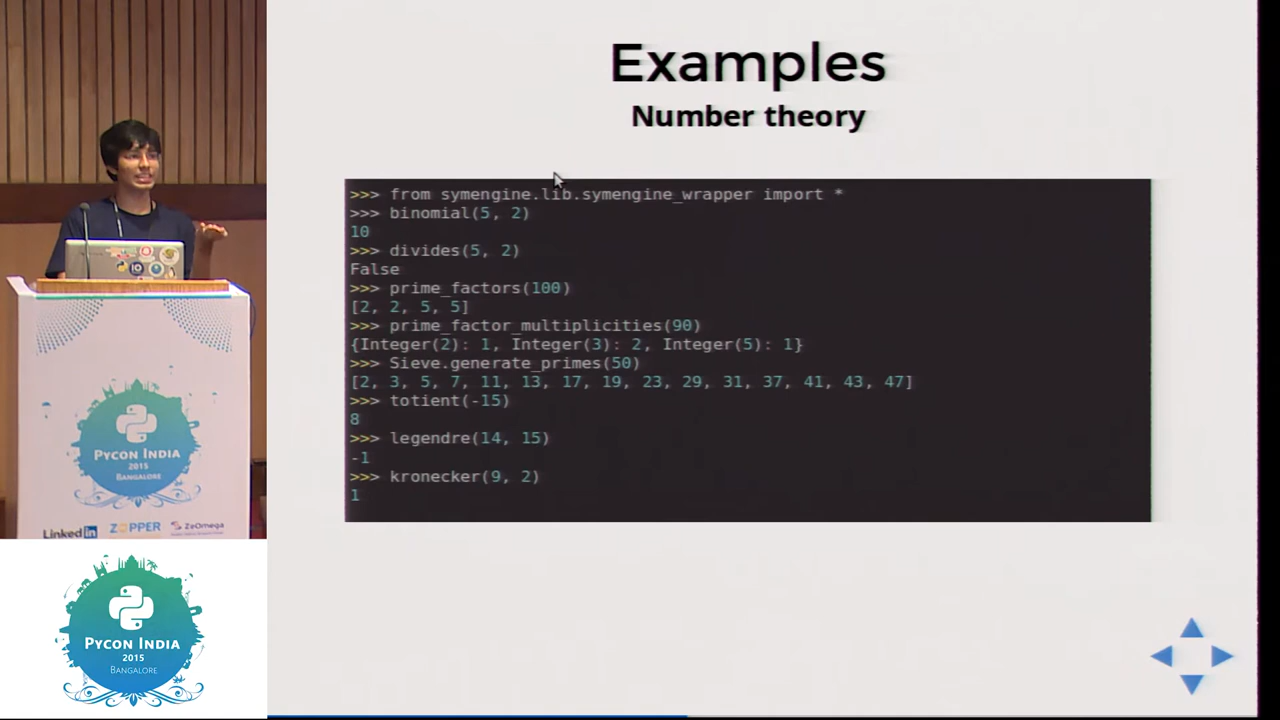 Examples
Number theory
>>> from symengine.lib.symengine_wrapper import *
>>> binomial(5, 2)
10
>>> divides(5, 2)
False
>>> prime_factors(100)
[2, 2, 5, 5]
>>> prime_factor_multiplicities(90)
{Integer(2): 1, Integer(3): 2, Integer(5): 1}
>>> Sieve.generate_primes(50)
[2, 3, 5, 7, 11, 13, 17, 19, 23, 29, 31, 37, 41, 43, 47]
>>> totient(-15)
8
>>> legendre(14, 15)
-1
>>> kronecker(9, 2)
1
PYCON INDIA
2015
BANGALORE
LinkedIn ZOPPER ZeOmega
PYCON INDIA
2015
BANGALORE